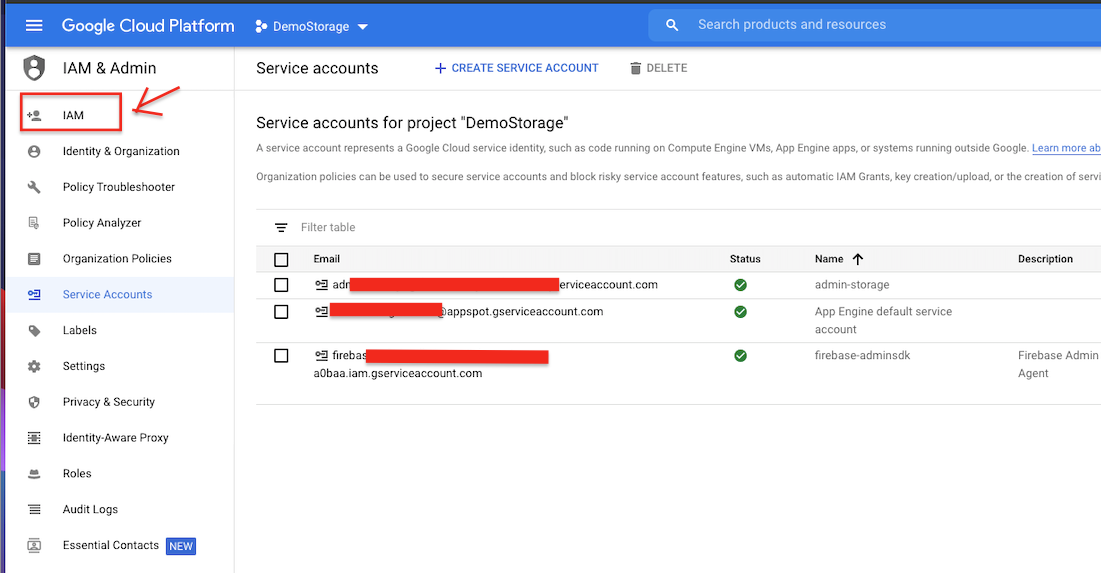 Google Cloud Platform
DemoStorage
Search products and resources
IAM & Admin
Service accounts
CREATE SERVICE ACCOUNT
DELETE
IAM
Identity & Organization
Policy Troubleshooter
Policy Analyzer
Organization Policies
Service Accounts
Labels
Settings
Privacy & Security
Identity-Aware Proxy
Roles
Audit Logs
Essential Contacts NEW
Service accounts for project "DemoStorage"
A service account represents a Google Cloud service identity, such as code running on Compute Engine VMs, App Engine apps, or systems running outside Google. Learn more ab
Organization policies can be used to secure service accounts and block risky service account features, such as automatic IAM Grants, key creation/upload, or the creation of servi
Filter table
Email Status Name Description
adm erviceaccount.com admin-storage
@appspot.gserviceaccount.com App Engine default service
account
firebas firebase-adminsdk Firebase Admin
a0baa.iam.gserviceaccount.com Agent